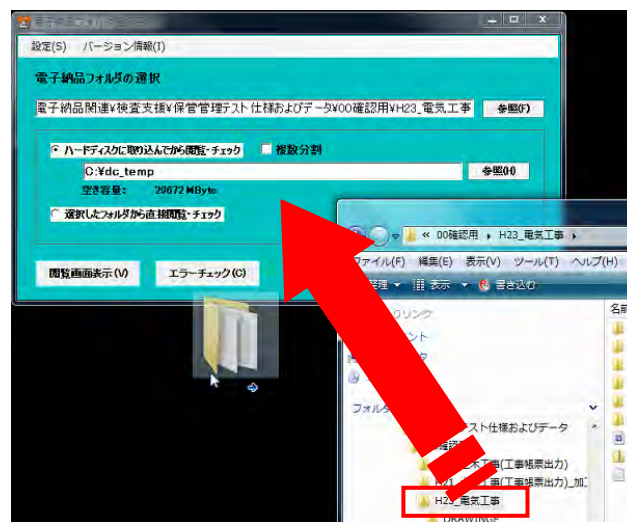 設定(S) バージョン情報(I)
電子納品フォルダの選択
電子納品関連¥検査支援¥保管管理テスト仕様およびデータ¥00確認用¥H23_電気工事
参照(F)
ハードディスクに取り込んでから閲覧・チェック
複数分割
C:¥dc_temp
参照(H)
空き容量: 29672 MByte
選択したフォルダから直接閲覧・チェック
閲覧画面表示(V)
エラーチェック(C)
« 00確認用 H23_電気工事
ファイル(F) 編集(E) 表示(V) ツール(T) ヘルプ(H)
表示 書き込む
名前
フォルダ
スト仕様およびデータ
木工事(工事帳票出力)
H21_ 事(工事帳票出力)_加工
H23_電気工事
DRAWINGF